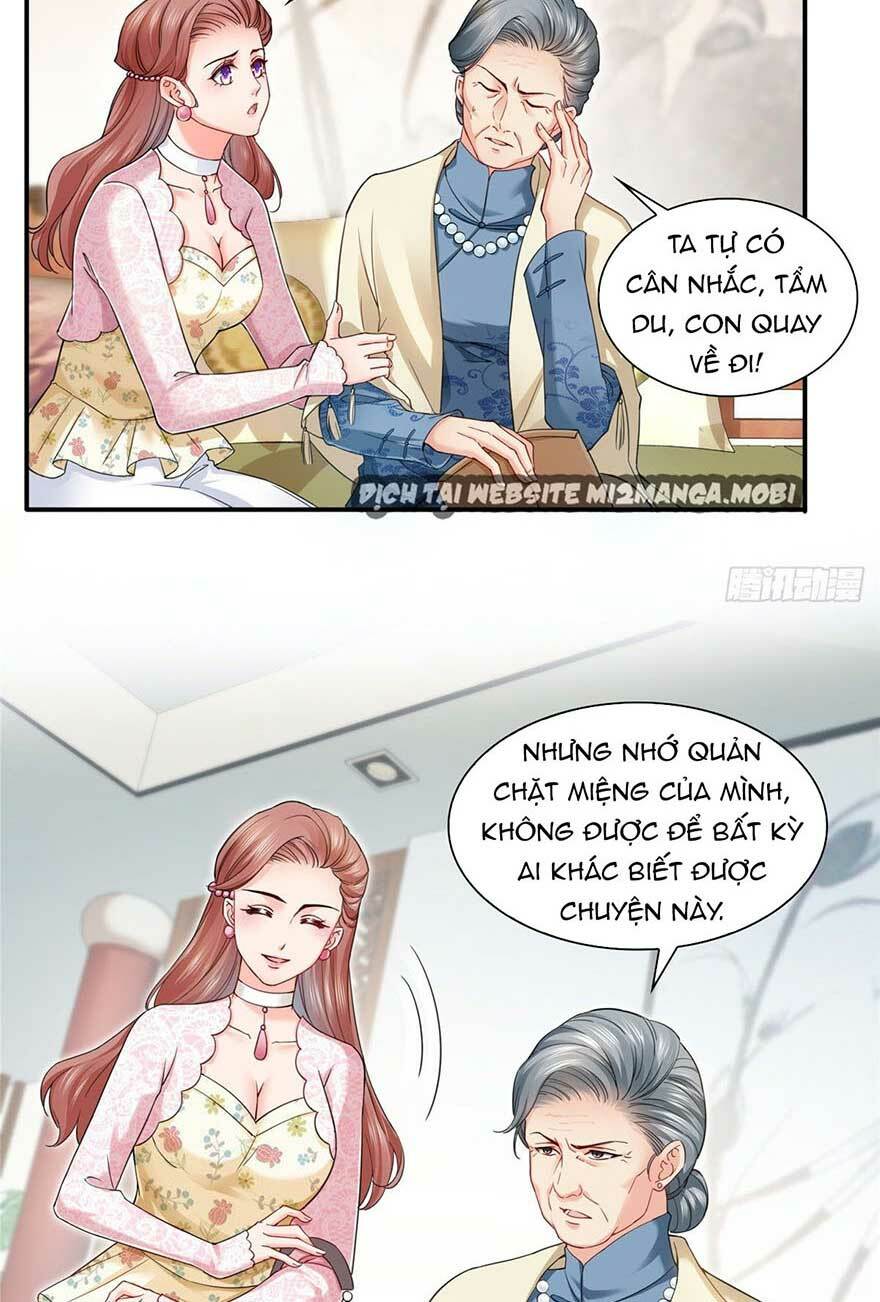 TA TỰ CÓ
CÂN NHẮC, TẨM
DU, CON QUAY
VỀ ĐI!
DỊCH TẠI WEBSITE MI2MANGA.MOBI
腾讯动漫
NHƯNG NHỚ QUẢN
CHẶT MIỆNG CỦA MÌNH,
KHÔNG ĐƯỢC ĐỂ BẤT KỲ
AI KHÁC BIẾT ĐƯỢC
CHUYỆN NÀY.